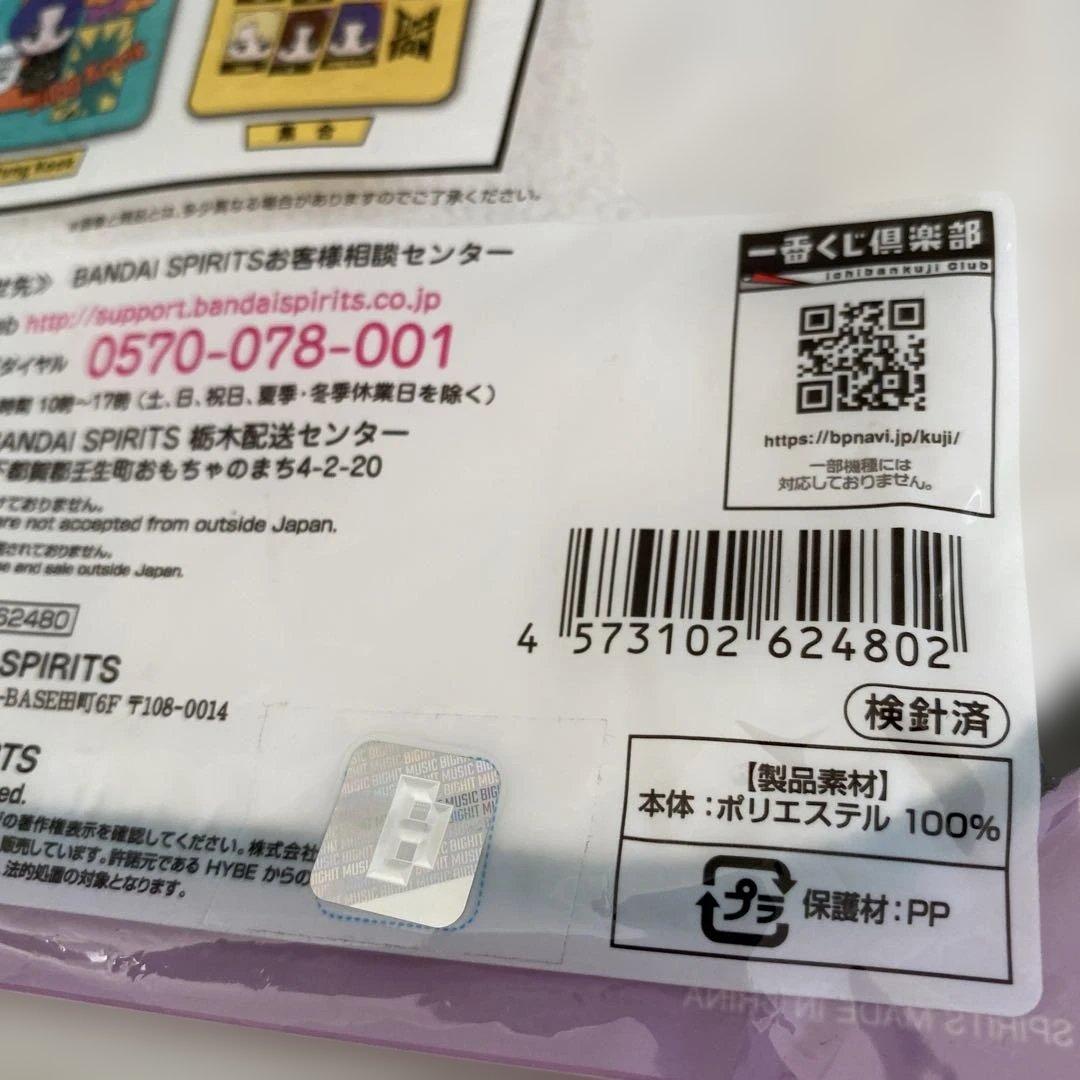 集合
※画像と商品とは、多少異なる場合がありますのでご了承ください。
BANDAI SPIRITSお客様相談センター
http://support.bandaispirits.co.jp
ダイヤル 0570-078-001
10時〜17時（土、日、祝日、夏季・冬季休業日を除く）
BANDAI SPIRITS 栃木配送センター
下都賀郡壬生町おもちゃのまち4-2-20
けておりません。
are not accepted from outside Japan.
されておりません。
and sale outside Japan.
62480
SPIRITS
-BASE田町6F 〒108-0014
TS
ed.
の著作権表示を確認してください。株式会社
販売しています。許諾元である HYBE からの
法的処置の対象となります。
BIGHIT MUSIC
一番くじ倶楽部
Ichibankuji Club
https://bpnavi.jp/kuji/
一部機種には
対応しておりません。
4 573102 624802
検針済
【製品素材】
本体：ポリエステル 100%
プラ 保護材：PP
SPIRITS MADE IN CHINA